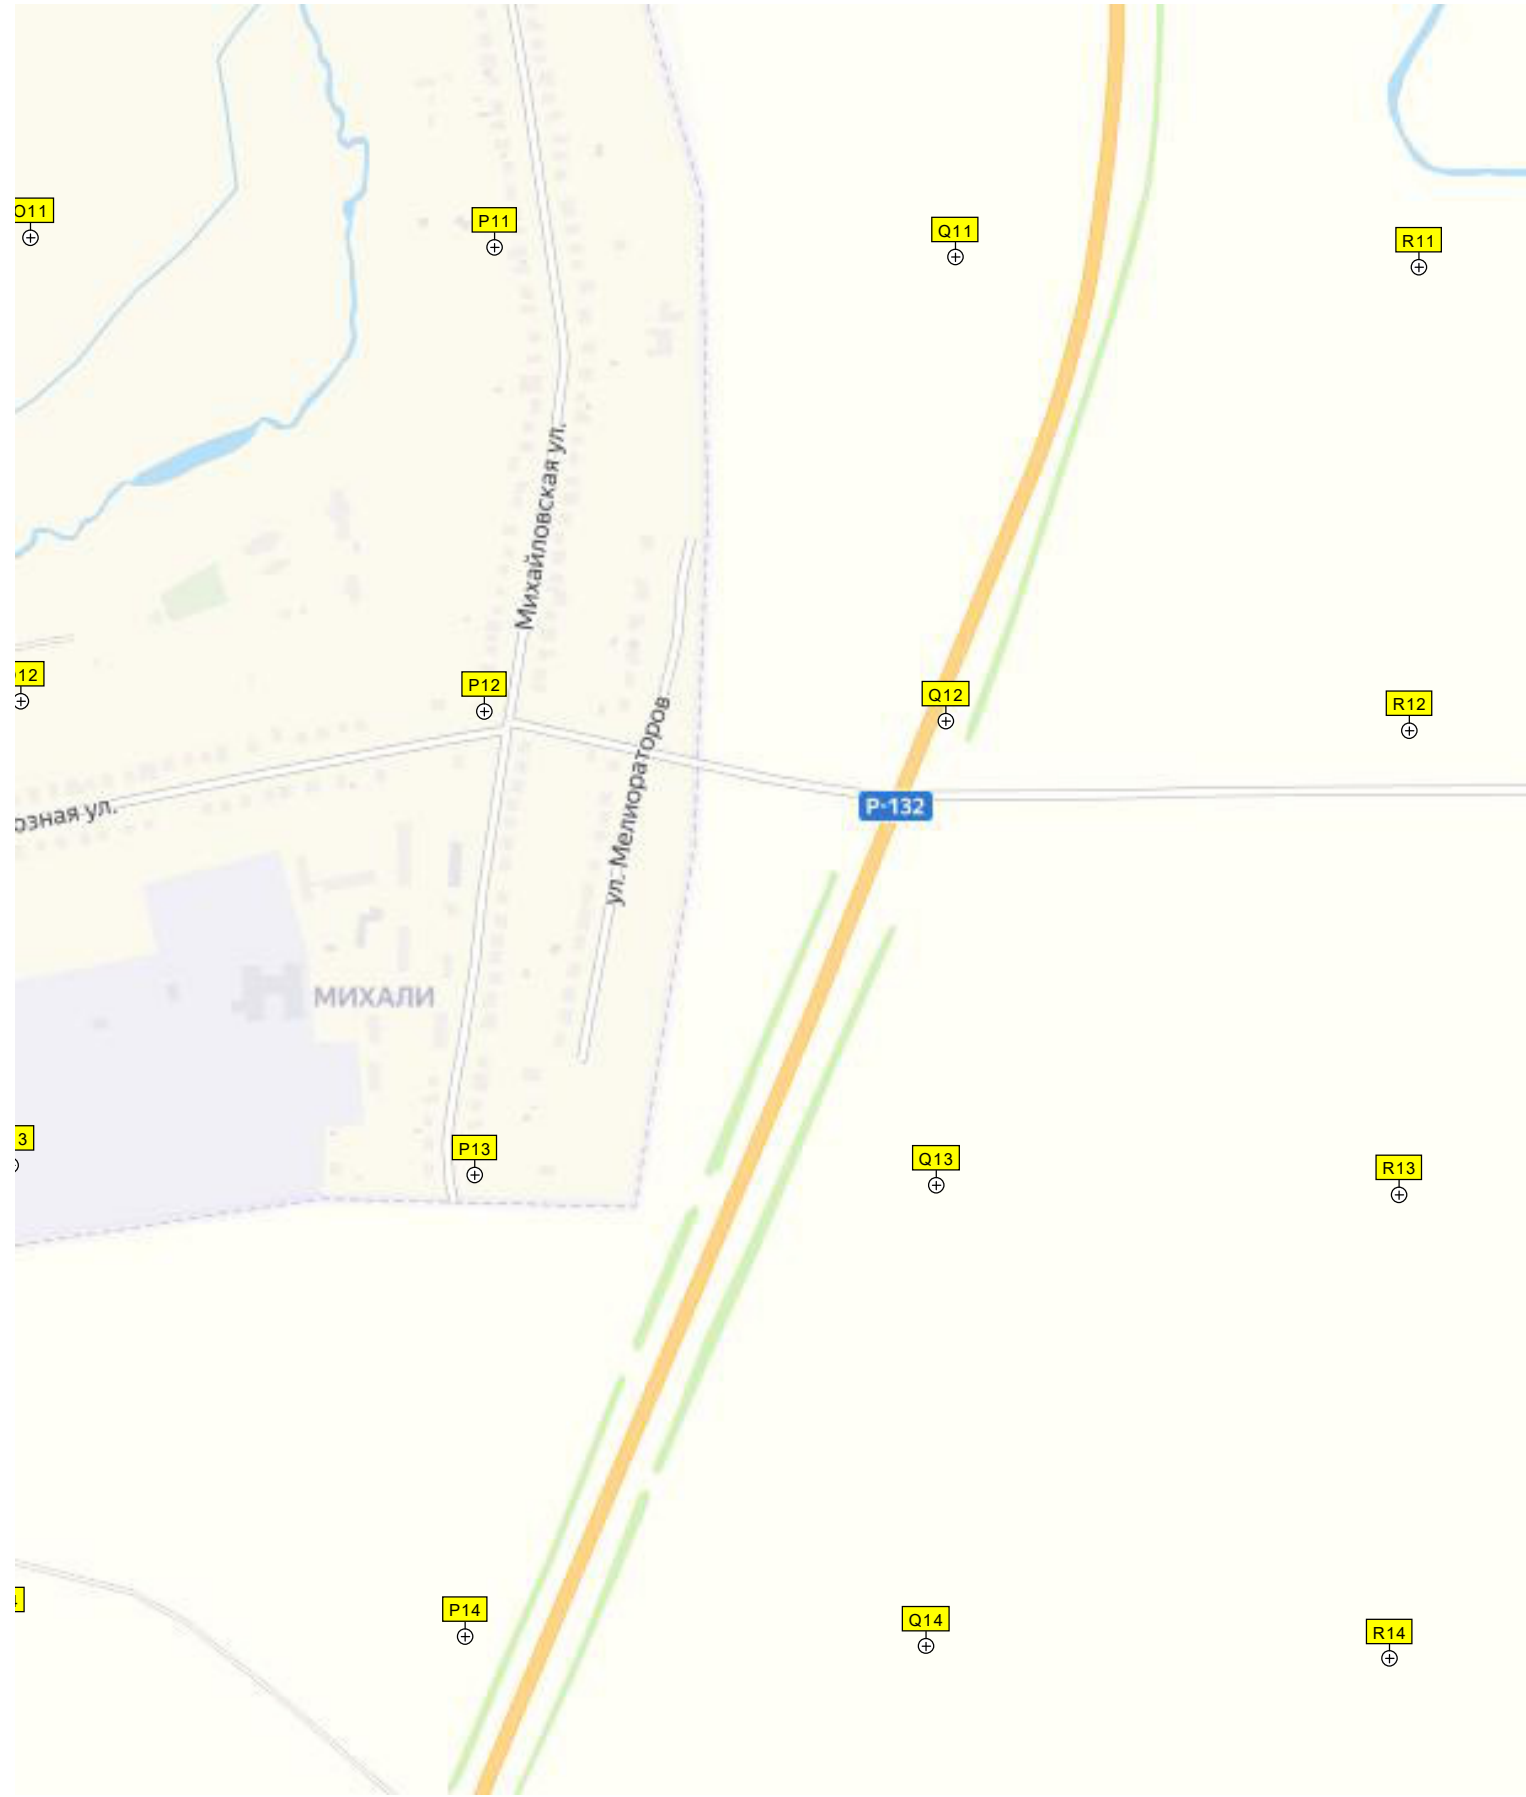 O11
P11
Q11
R11
Михайловская ул.
12
P12
Q12
R12
ул. Мелиораторов
P-132
озная ул.
МИХАЛИ
3
P13
Q13
R13
P14
Q14
R14